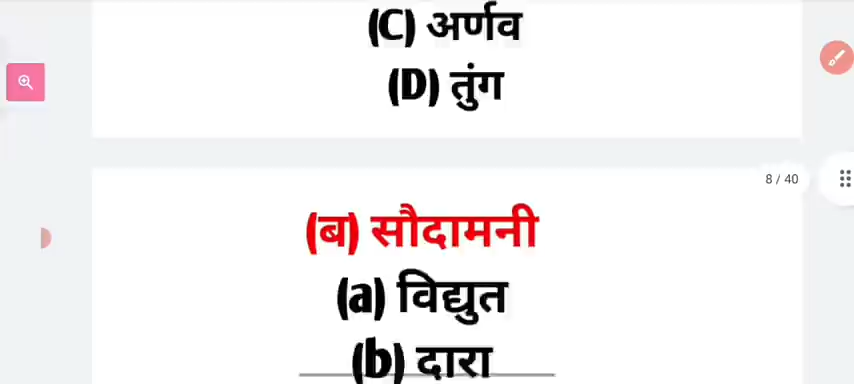 (C) अर्णव
(D) तुंग
8 / 40
(ब) सौदामनी
(a) विद्युत
(b) दारा